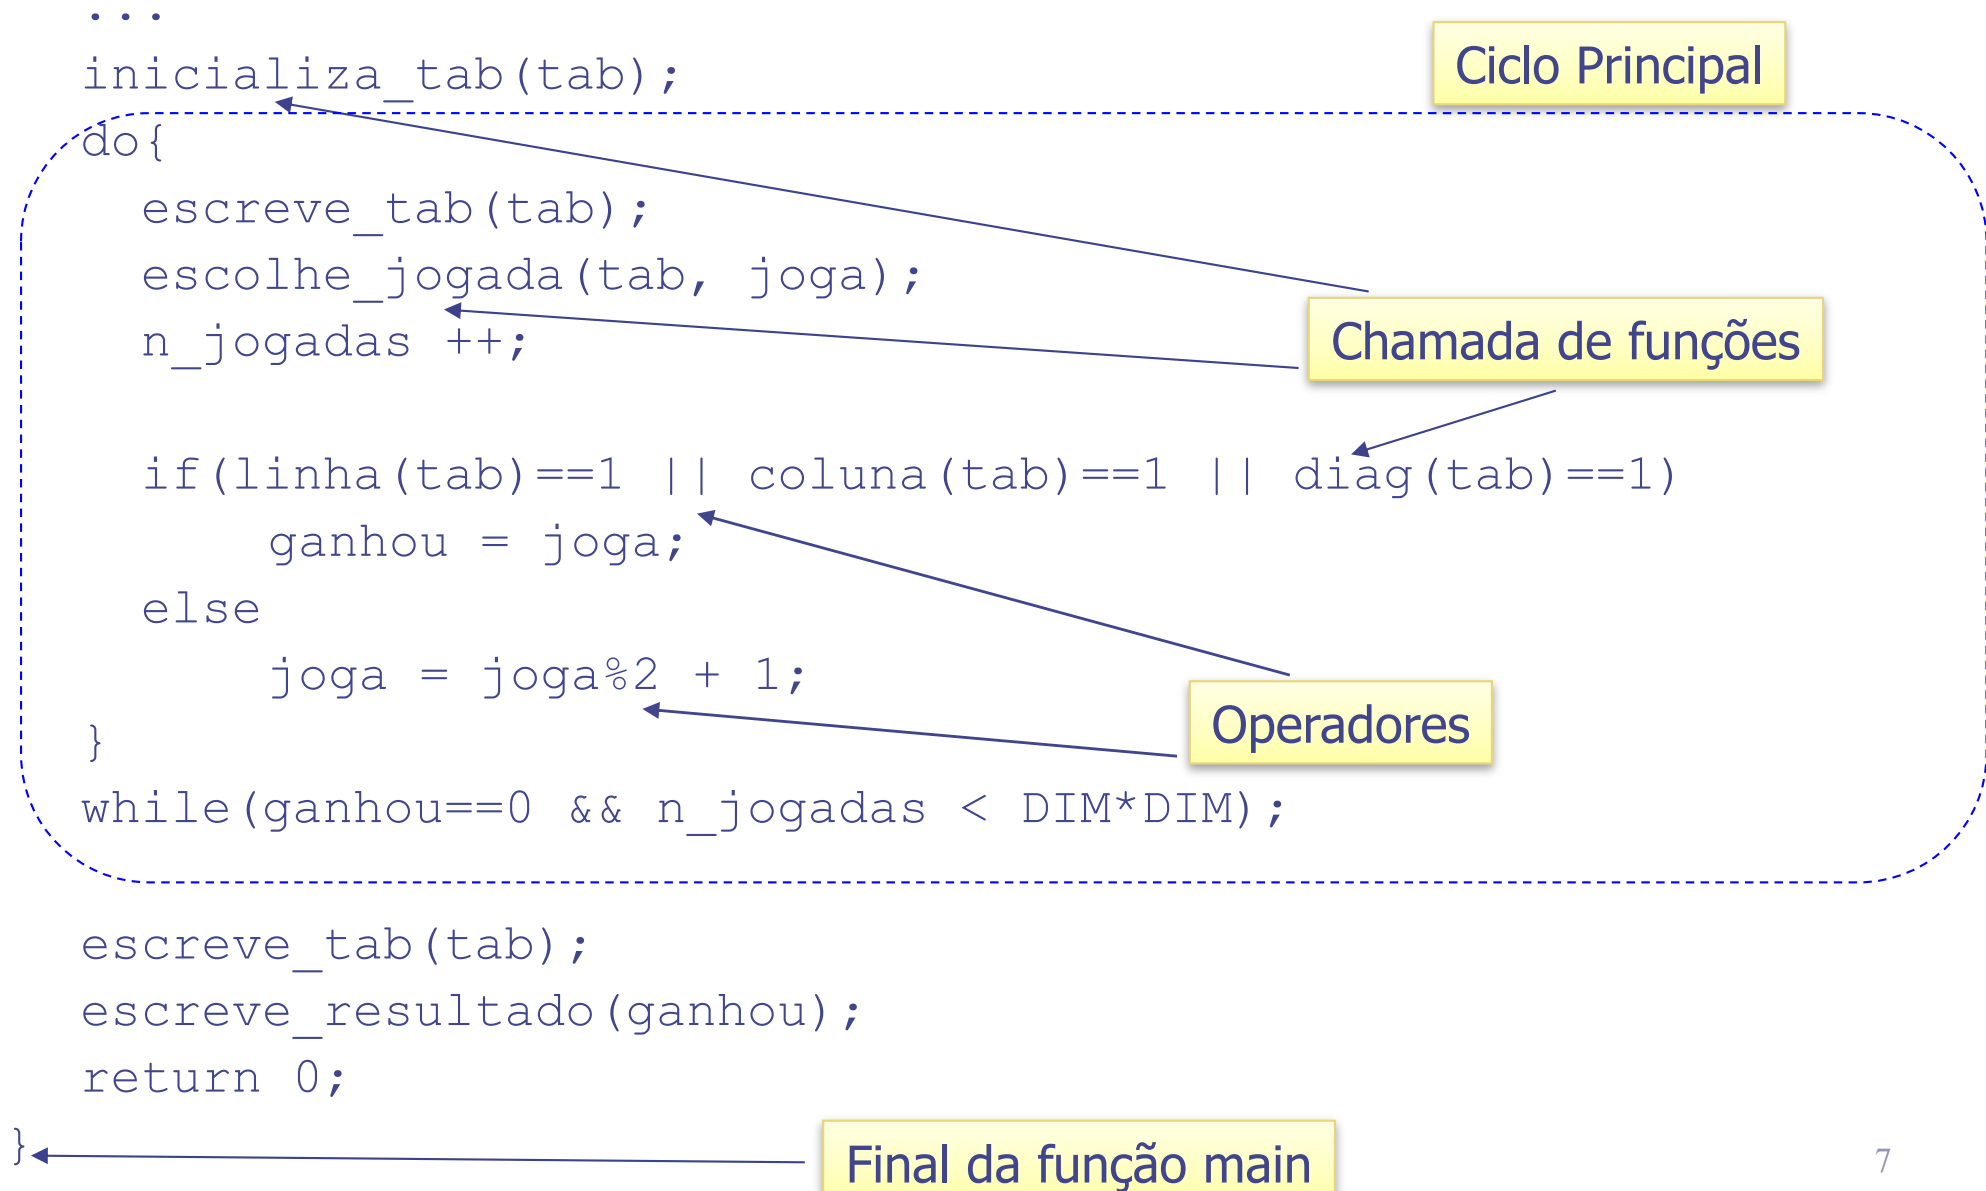 ...
inicializa_tab(tab);
Ciclo Principal
do{
escreve_tab(tab);
escolhe_jogada(tab, joga);
n_jogadas ++;
Chamada de funções
if(linha(tab)==1 || coluna(tab)==1 || diag(tab)==1)
ganhou = joga;
else
joga = joga%2 + 1;
Operadores
}
while(ganhou==0 && n_jogadas < DIM*DIM);
escreve_tab(tab);
escreve_resultado(ganhou);
return 0;
}
Final da função main
7